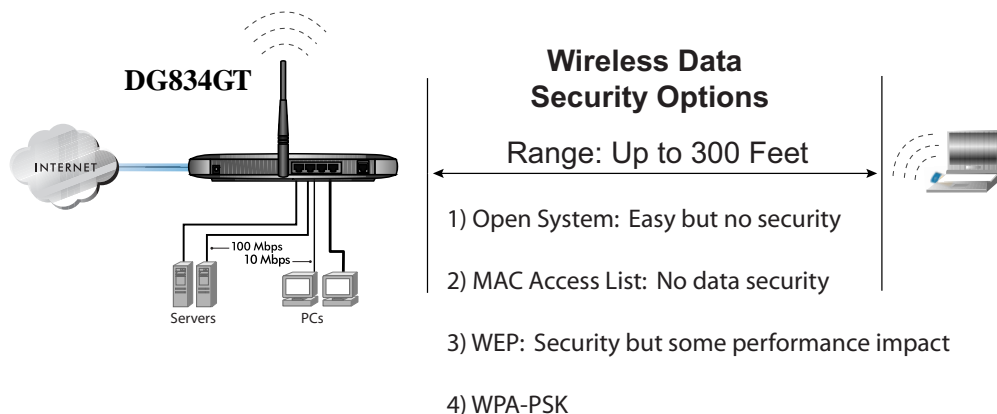 DG834GT
INTERNET
100 Mbps
10 Mbps
Servers
PCs
Wireless Data
Security Options
Range: Up to 300 Feet
1) Open System: Easy but no security
2) MAC Access List: No data security
3) WEP: Security but some performance impact
4) WPA-PSK